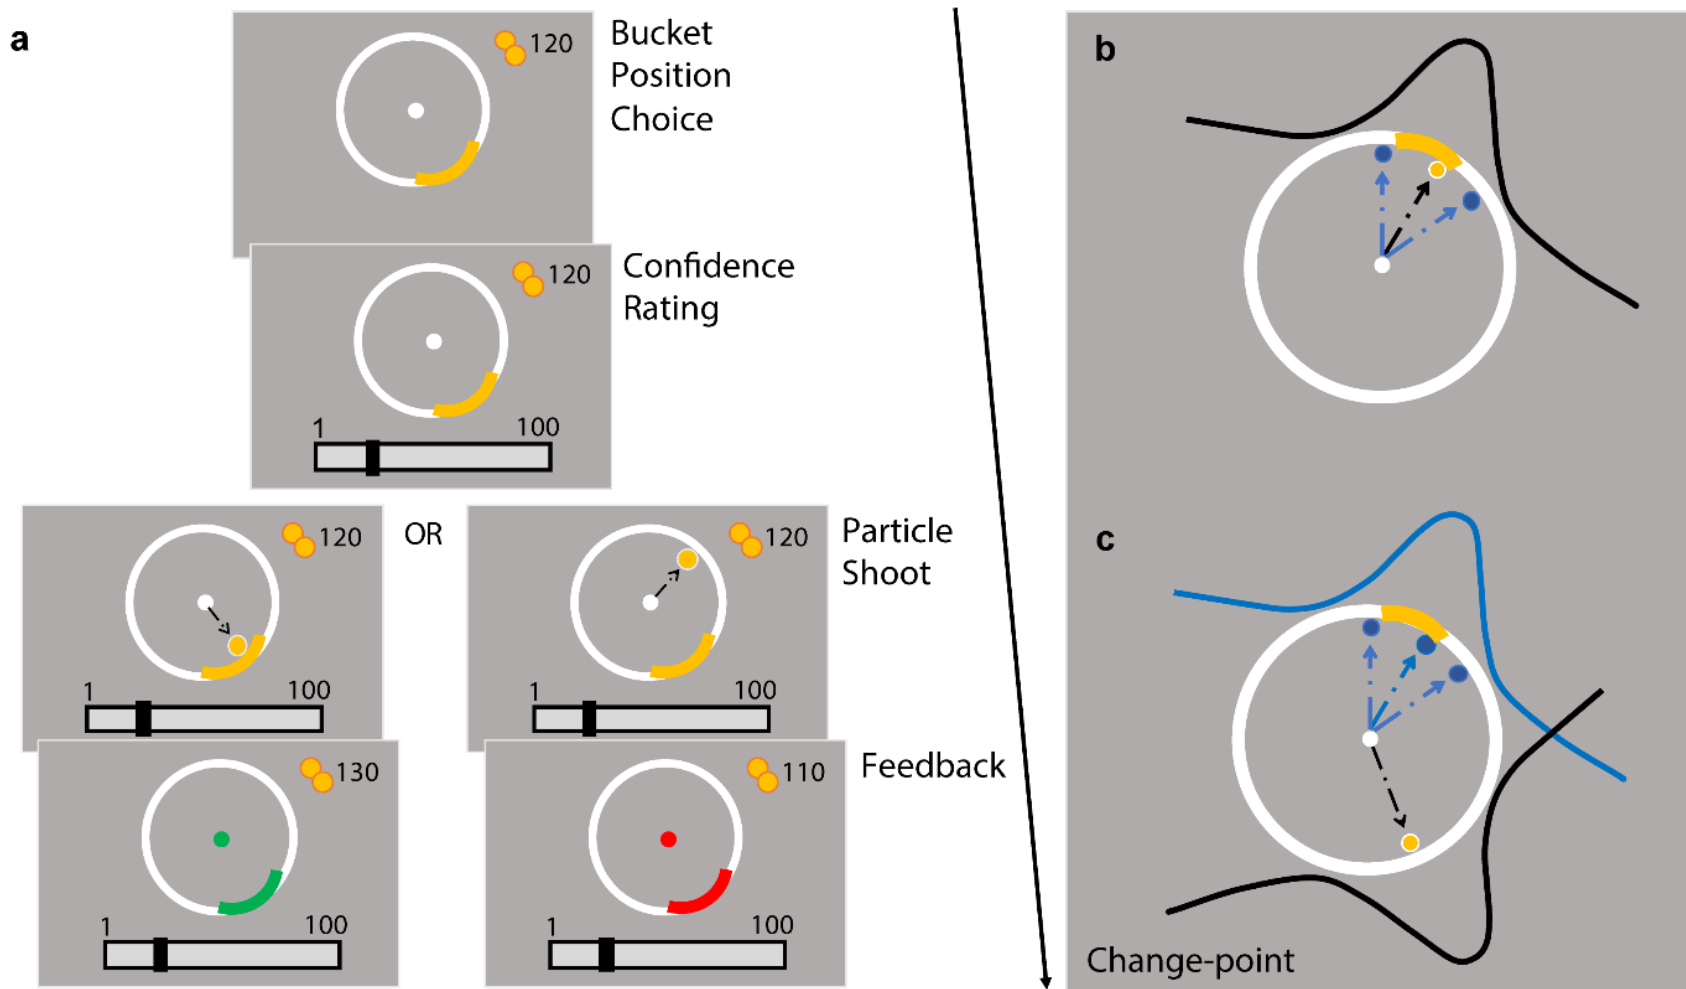 a
120
Bucket
Position
Choice
120
Confidence
Rating
1 100
120
OR
120
Particle
Shoot
1 100
1 100
130
110
Feedback
1 100
1 100
b
c
Change-point